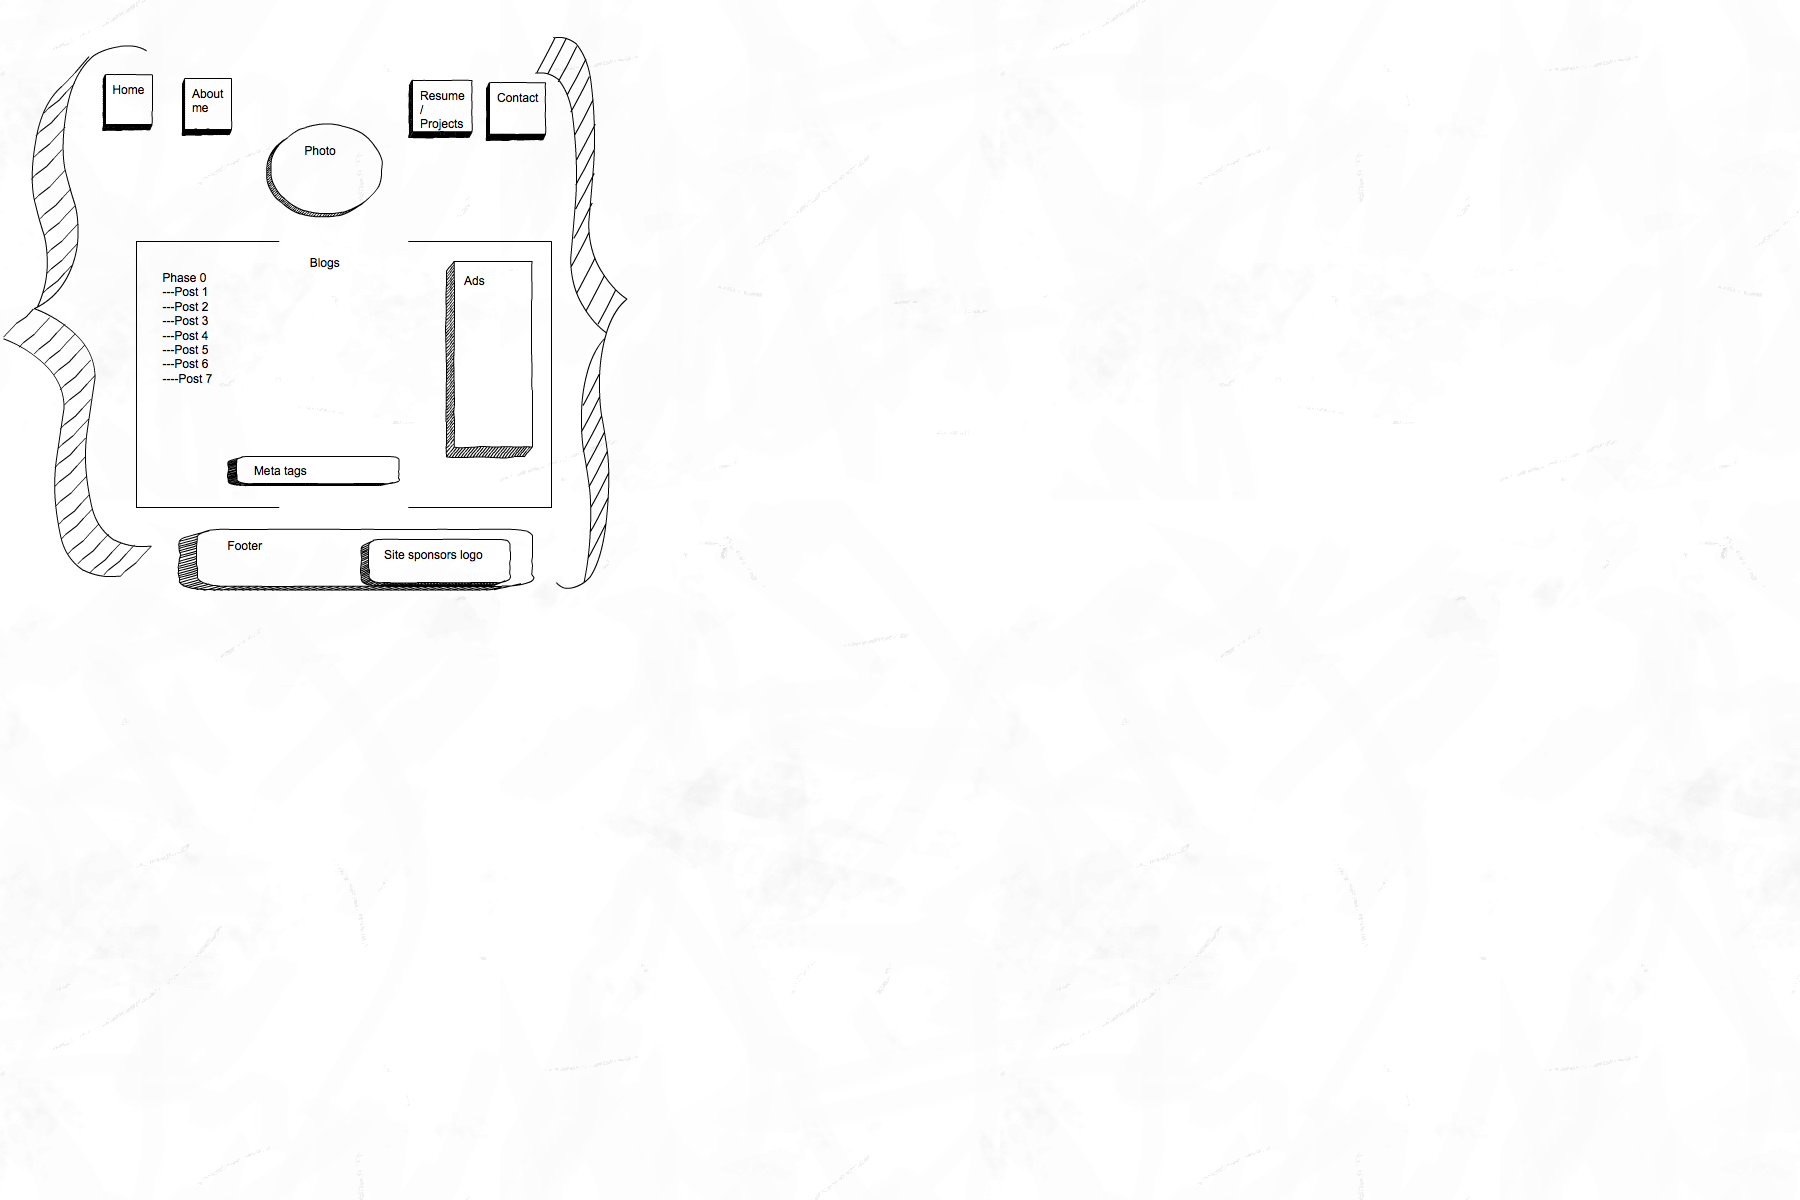 Home
About
me
Resume
/
Projects
Contact
Photo
Blogs
Phase 0
---Post 1
---Post 2
---Post 3
---Post 4
---Post 5
---Post 6
----Post 7
Ads
Meta tags
Footer
Site sponsors logo